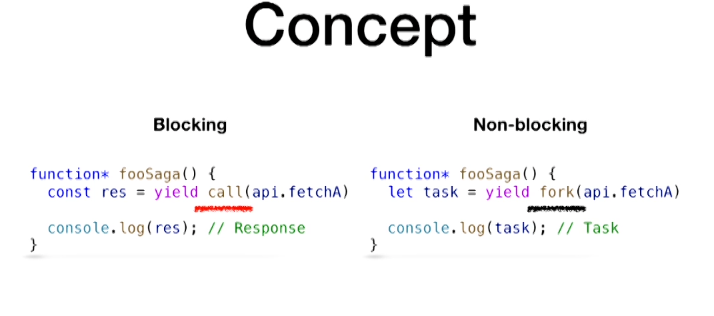 Concept
Blocking
function* fooSaga() {
  const res = yield call(api.fetchA)
  console.log(res); // Response
}
Non-blocking
function* fooSaga() {
  let task = yield fork(api.fetchA)
  console.log(task); // Task
}